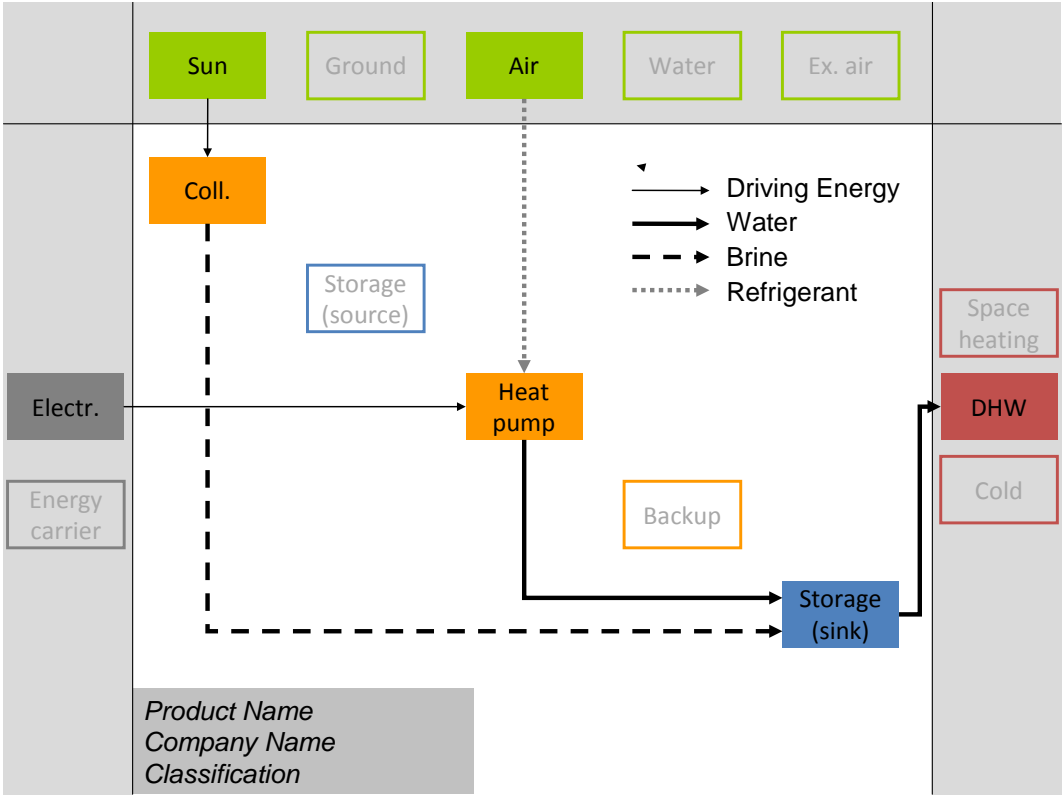 Sun
Ground
Air
Water
Ex. air
Coll.
Driving Energy
Water
Brine
Refrigerant
Storage
(source)
Space
heating
Electr.
Heat
pump
DHW
Energy
carrier
Backup
Cold
Storage
(sink)
Product Name
Company Name
Classification